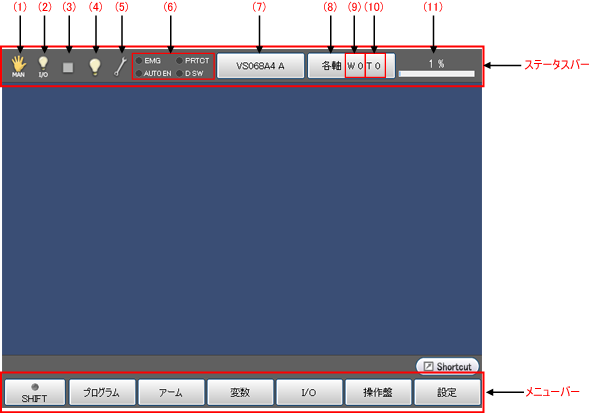 (1) (2) (3) (4) (5) (6) (7) (8) (9) (10) (11)
MAN I/O EMG PRTCT VS068A4 A 各軸 W 0 T 0 1 % ステータスバー
AUTO EN D SW
Shortcut
SHIFT プログラム アーム 変数 I/O 操作盤 設定 メニューバー